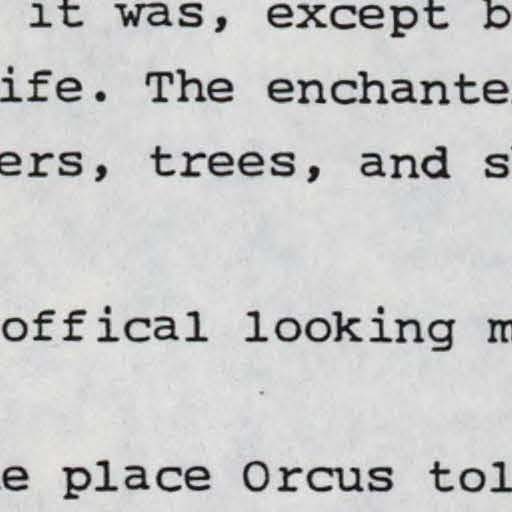 it was, except b
ife. The enchante
ers, trees, and s
offical looking m
e place Orcus tol